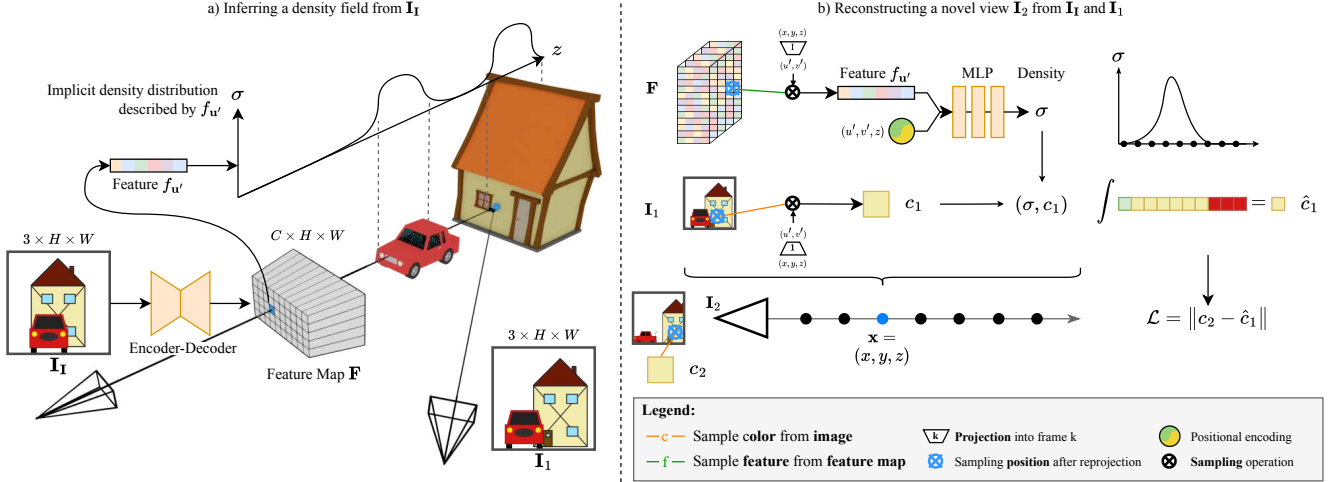 a) Inferring a density field from I_I
z
Implicit density distribution
described by f_u′
σ
Feature f_u′
3 × H × W
C × H × W
Encoder-Decoder
I_I
Feature Map F
3 × H × W
I_1
b) Reconstructing a novel view I_2 from I_I and I_1
F
(x, y, z)
I
(u′, v′)
Feature f_u′
MLP
Density
(u′, v′, z)
σ
σ
I_1
(u′, v′)
1
(x, y, z)
c_1
(σ, c_1)
∫ = ĉ_1
I_2
x =
(x, y, z)
c_2
ℒ = ‖c_2 − ĉ_1‖
Legend:
c Sample color from image
k Projection into frame k
Positional encoding
f Sample feature from feature map
Sampling position after reprojection
Sampling operation